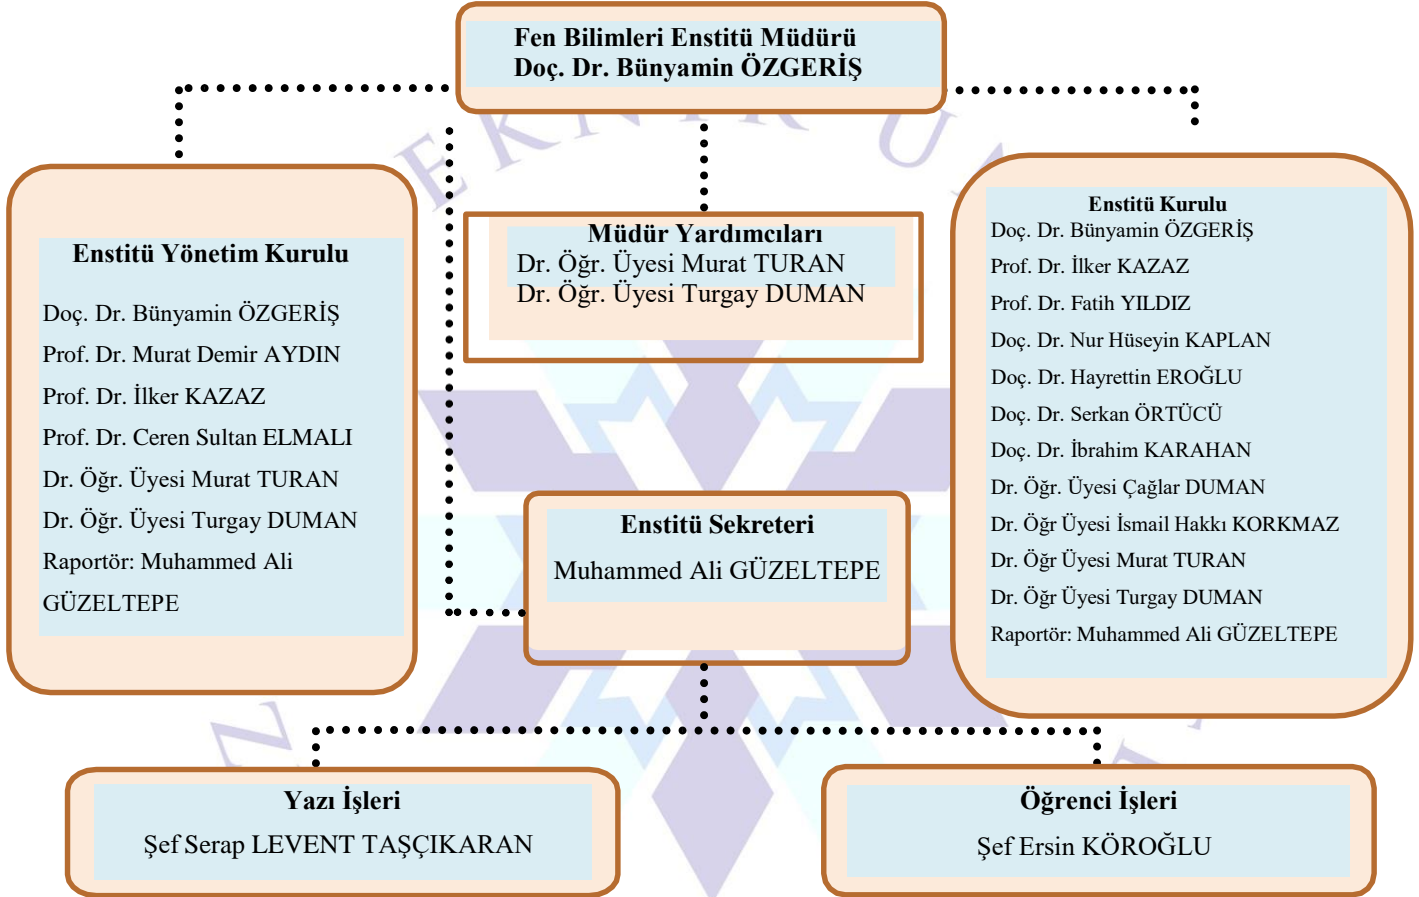 Fen Bilimleri Enstitü Müdürü
Doç. Dr. Bünyamin ÖZGERİŞ
Enstitü Yönetim Kurulu
Doç. Dr. Bünyamin ÖZGERİŞ
Prof. Dr. Murat Demir AYDIN
Prof. Dr. İlker KAZAZ
Prof. Dr. Ceren Sultan ELMALI
Dr. Öğr. Üyesi Murat TURAN
Dr. Öğr. Üyesi Turgay DUMAN
Raportör: Muhammed Ali
GÜZELTEPE
Müdür Yardımcıları
Dr. Öğr. Üyesi Murat TURAN
Dr. Öğr. Üyesi Turgay DUMAN
Enstitü Kurulu
Doç. Dr. Bünyamin ÖZGERİŞ
Prof. Dr. İlker KAZAZ
Prof. Dr. Fatih YILDIZ
Doç. Dr. Nur Hüseyin KAPLAN
Doç. Dr. Hayrettin EROĞLU
Doç. Dr. Serkan ÖRTÜCÜ
Doç. Dr. İbrahim KARAHAN
Dr. Öğr. Üyesi Çağlar DUMAN
Dr. Öğr Üyesi İsmail Hakkı KORKMAZ
Dr. Öğr Üyesi Murat TURAN
Dr. Öğr Üyesi Turgay DUMAN
Raportör: Muhammed Ali GÜZELTEPE
Enstitü Sekreteri
Muhammed Ali GÜZELTEPE
Yazı İşleri
Şef Serap LEVENT TAŞÇIKARAN
Öğrenci İşleri
Şef Ersin KÖROĞLU